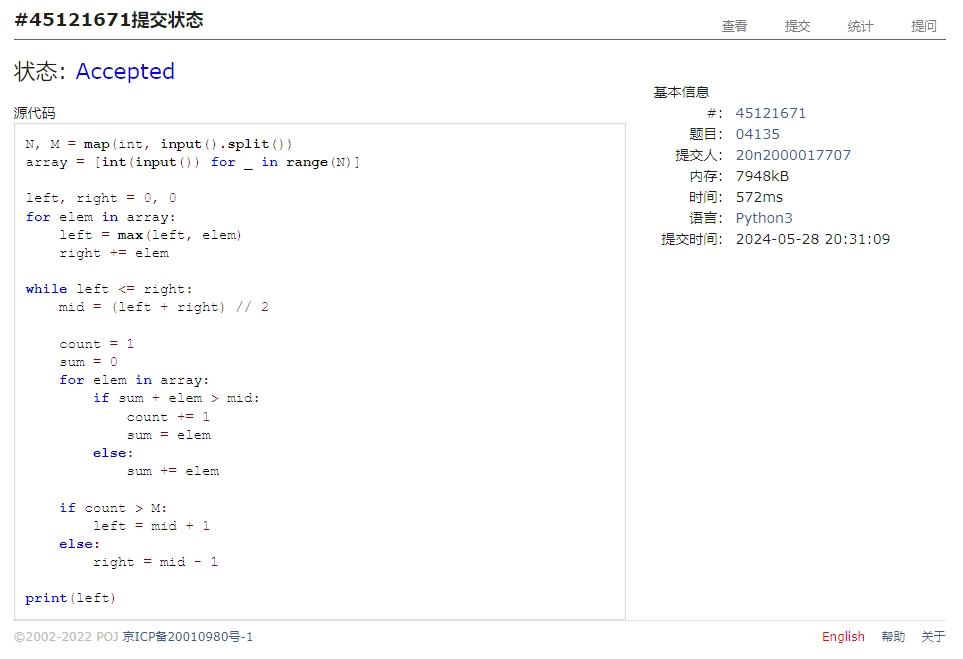 #45121671提交状态
查看 提交 统计 提问
状态: Accepted
源代码
N, M = map(int, input().split())
array = [int(input()) for _ in range(N)]

left, right = 0, 0
for elem in array:
    left = max(left, elem)
    right += elem

while left <= right:
    mid = (left + right) // 2

    count = 1
    sum = 0
    for elem in array:
        if sum + elem > mid:
            count += 1
            sum = elem
        else:
            sum += elem

    if count > M:
        left = mid + 1
    else:
        right = mid - 1

print(left)
基本信息
#: 45121671
题目: 04135
提交人: 20n2000017707
内存: 7948kB
时间: 572ms
语言: Python3
提交时间: 2024-05-28 20:31:09
©2002-2022 POJ 京ICP备20010980号-1
English 帮助 关于